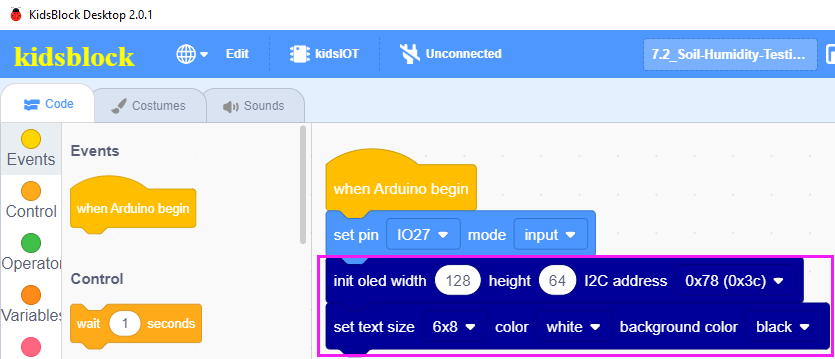 KidsBlock Desktop 2.0.1
kidsblock Edit kidsIOT Unconnected 7.2_Soil-Humidity-Testi...
Code Costumes Sounds
Events
Control
Operator
Variables
Events
when Arduino begin
Control
wait 1 seconds
when Arduino begin
set pin IO27 mode input
init oled width 128 height 64 I2C address 0x78 (0x3c)
set text size 6x8 color white background color black